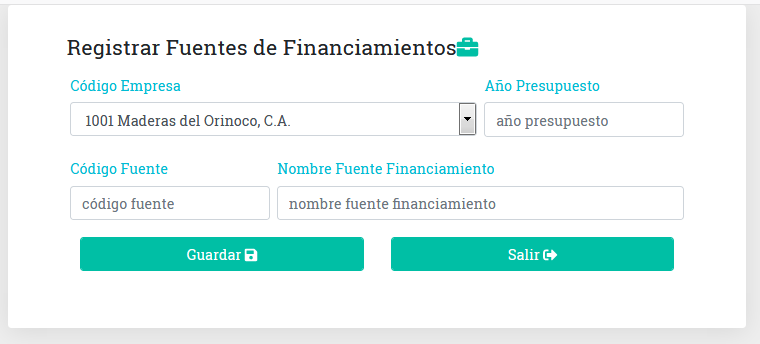 Registrar Fuentes de Financiamientos
Código Empresa Año Presupuesto
1001 Maderas del Orinoco, C.A. año presupuesto
Código Fuente Nombre Fuente Financiamiento
código fuente nombre fuente financiamiento
Guardar Salir